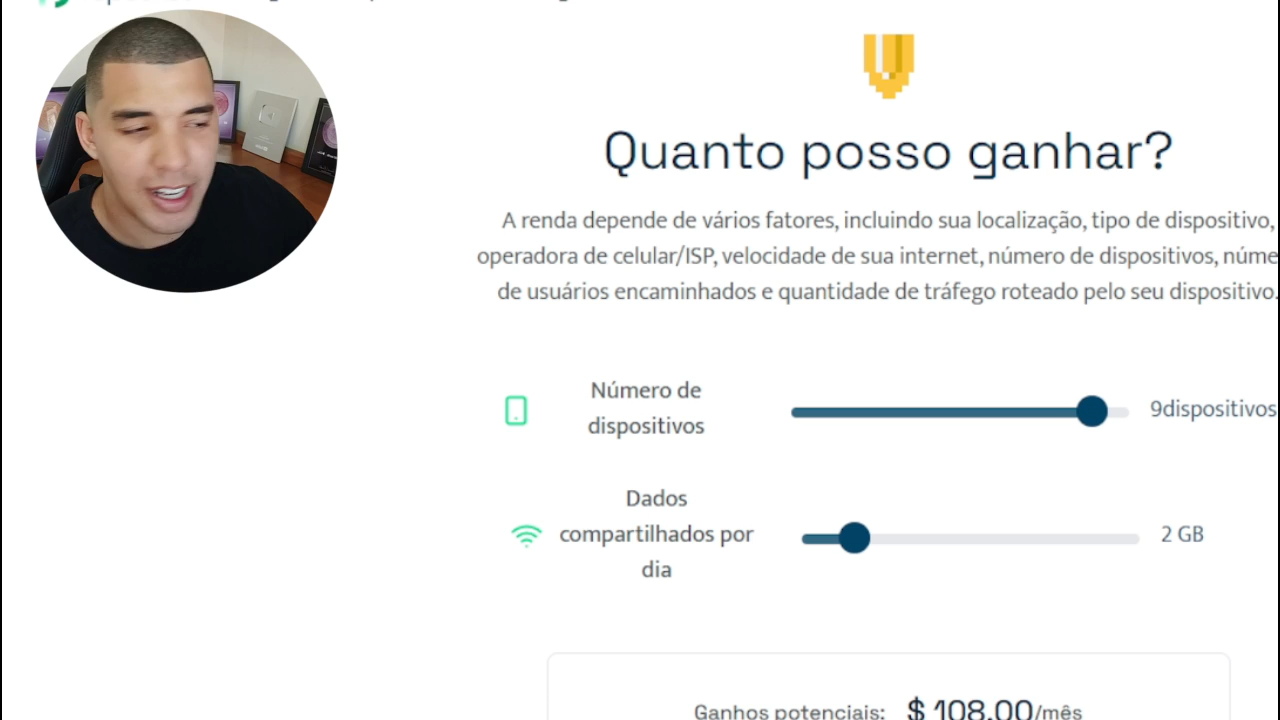 Quanto posso ganhar?
A renda depende de vários fatores, incluindo sua localização, tipo de dispositivo,
operadora de celular/ISP, velocidade de sua internet, número de dispositivos, núme
de usuários encaminhados e quantidade de tráfego roteado pelo seu dispositivo.
Número de
dispositivos
9dispositivos
Dados
compartilhados por
dia
2 GB
Ganhos potenciais: $ 108.00/mês